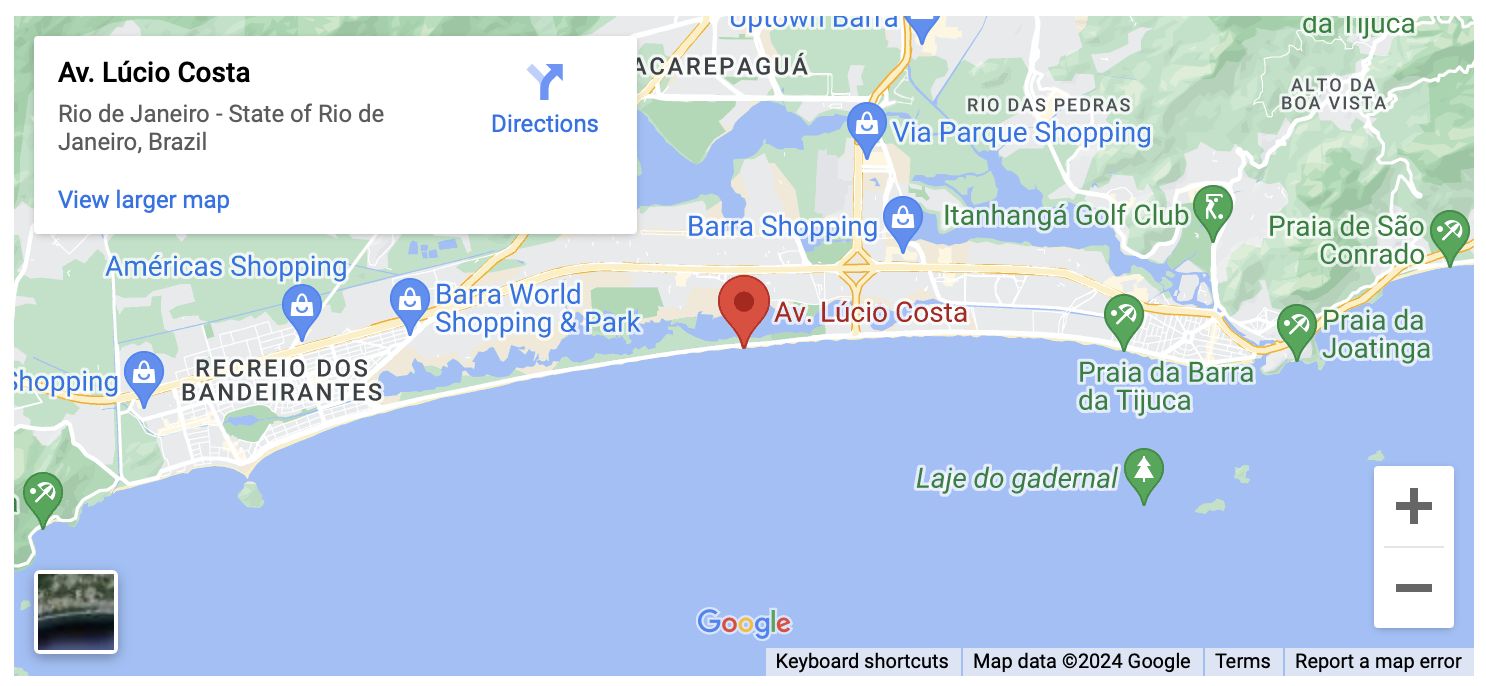 Av. Lúcio Costa
Rio de Janeiro - State of Rio de
Janeiro, Brazil
Directions
View larger map
Uptown Barra
da Tijuca
ACAREPAGUÁ
ALTO DA
BOA VISTA
RIO DAS PEDRAS
Via Parque Shopping
Barra Shopping
Itanhangá Golf Club
Praia de São
Conrado
Américas Shopping
Barra World
Shopping & Park
Av. Lúcio Costa
Praia da
Joatinga
RECREIO DOS
BANDEIRANTES
Shopping
Praia da Barra
da Tijuca
Laje do gadernal
Google
Keyboard shortcuts
Map data ©2024 Google
Terms
Report a map error